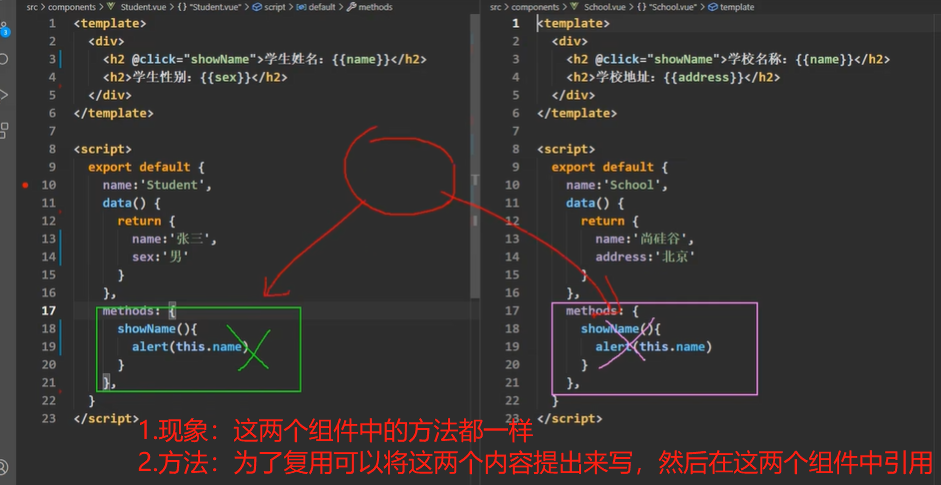 src > components > Student.vue > {} "Student.vue" > script > default > methods
1 <template>
2 <div>
3 <h2 @click="showName">学生姓名：{{name}}</h2>
4 <h2>学生性别：{{sex}}</h2>
5 </div>
6 </template>
7
8 <script>
9 export default {
10 name:'Student',
11 data() {
12 return {
13 name:'张三',
14 sex:'男'
15 }
16 },
17 methods: {
18 showName(){
19 alert(this.name)
20 }
21 },
22 }
23 </script>
src > components > School.vue > {} "School.vue" > template
1 <template>
2 <div>
3 <h2 @click="showName">学校名称：{{name}}</h2>
4 <h2>学校地址：{{address}}</h2>
5 </div>
6 </template>
7
8 <script>
9 export default {
10 name:'School',
11 data() {
12 return {
13 name:'尚硅谷',
14 address:'北京'
15 }
16 },
17 methods: {
18 showName(){
19 alert(this.name)
20 }
21 },
22 }
23 </script>
1.现象：这两个组件中的方法都一样
2.方法：为了复用可以将这两个内容提出来写，然后在这两个组件中引用